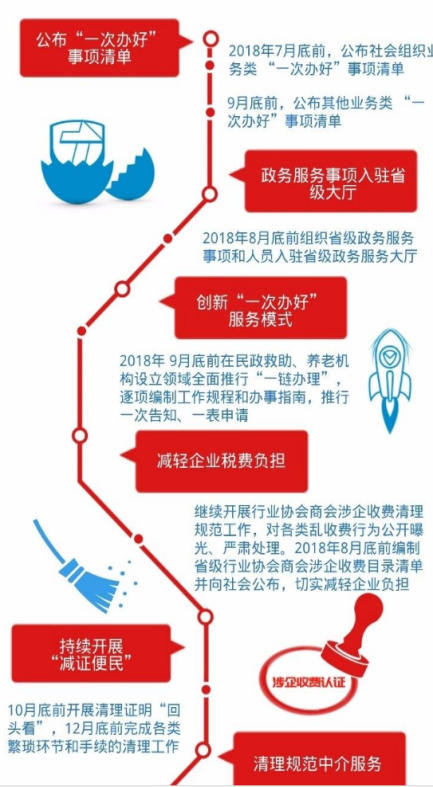 公布“一次办好”
事项清单
2018年7月底前，公布社会组织业
务类 “一次办好”事项清单
9月底前，公布其他业务类 “一
次办好”事项清单
政务服务事项入驻省
级大厅
2018年8月底前组织省级政务服务
事项和人员入驻省级政务服务大厅
创新“一次办好”
服务模式
2018年 9月底前在民政救助、养老机
构设立领域全面推行“一链办理”，
逐项编制工作规程和办事指南，推行
一次告知、一表申请
减轻企业税费负担
继续开展行业协会商会涉企收费清理
规范工作，对各类乱收费行为公开曝
光、严肃处理。2018年8月底前编制
省级行业协会商会涉企收费目录清单
并向社会公布，切实减轻企业负担
持续开展
“减证便民”
涉企收费认证
10月底前开展清理证明“回
头看”，12月底前完成各类
繁琐环节和手续的清理工作
清理规范中介服务